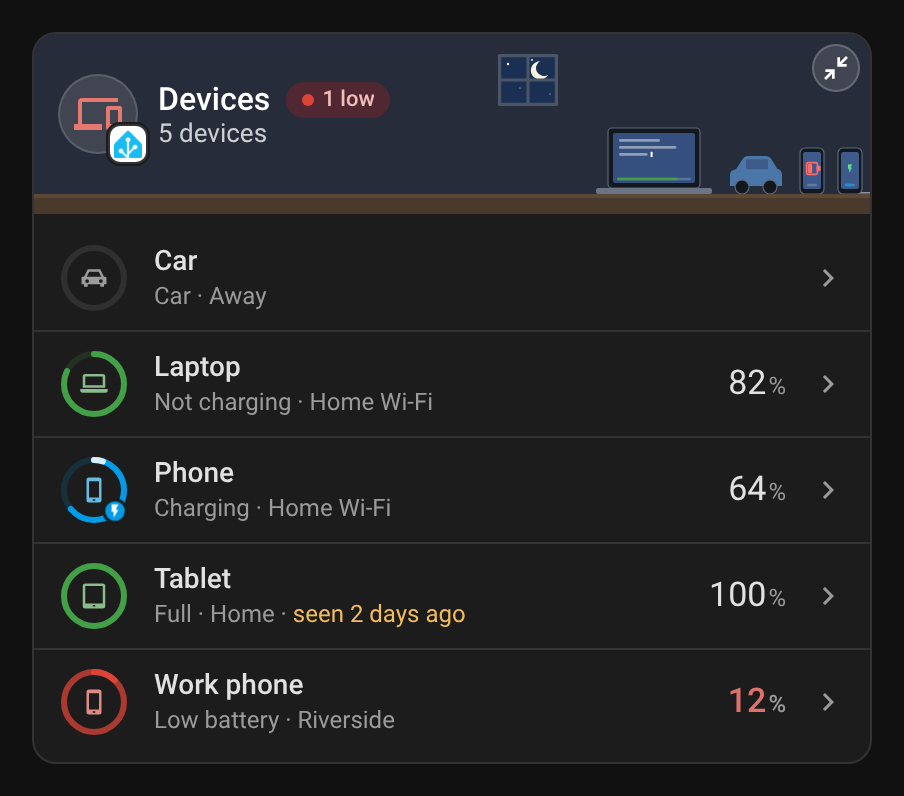 Devices
1 low
5 devices
Car
Car · Away
Laptop
Not charging · Home Wi-Fi
82%
Phone
Charging · Home Wi-Fi
64%
Tablet
Full · Home · seen 2 days ago
100%
Work phone
Low battery · Riverside
12%